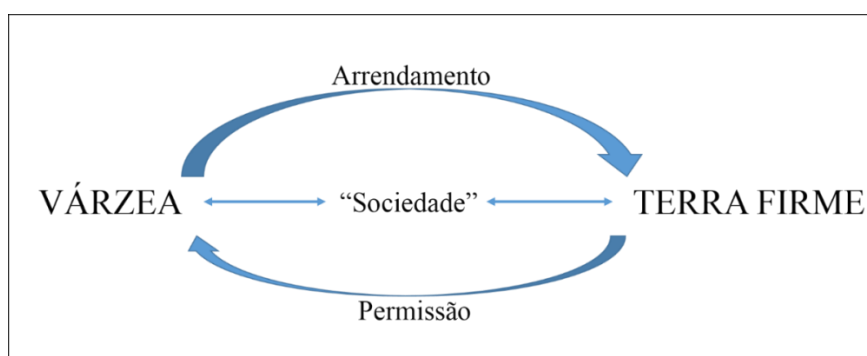 Arrendamento
VÁRZEA
“Sociedade”
TERRA FIRME
Permissão